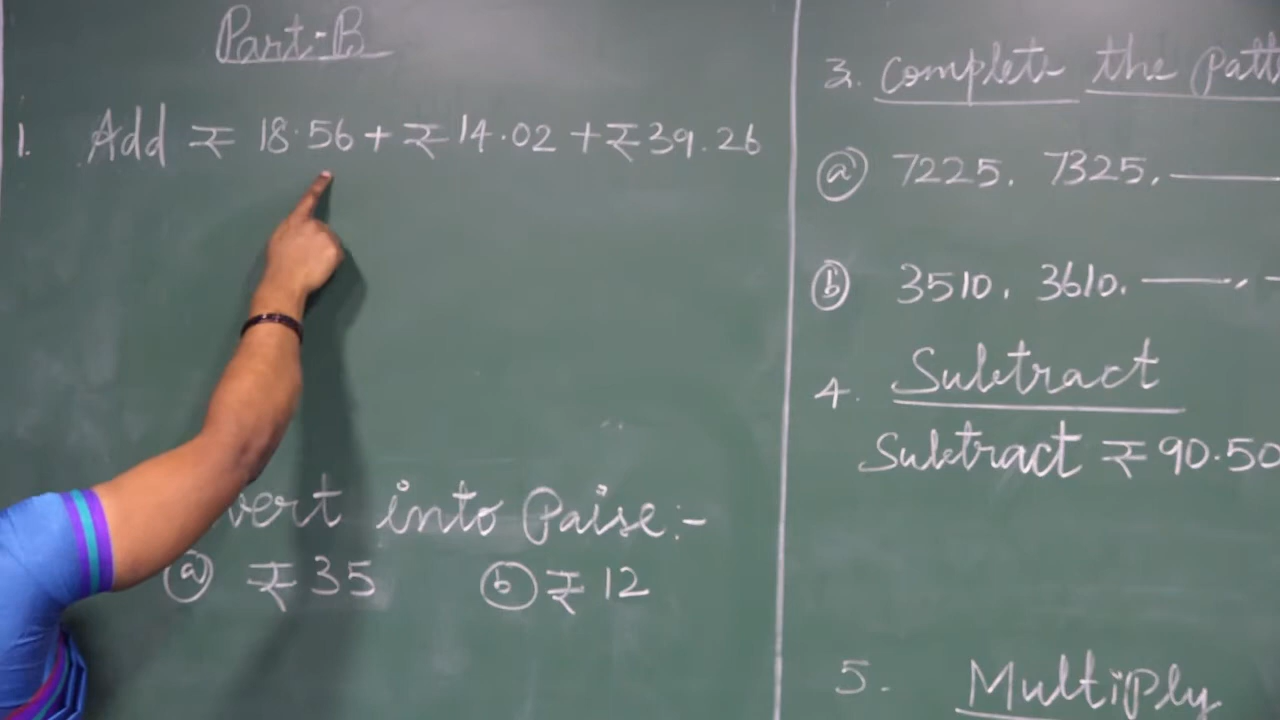 Part-B
1. Add ₹ 18.56 + ₹ 14.02 + ₹ 39.26
vert into Paise:-
(a) ₹ 35 (b) ₹ 12
3. Complete the Patt
(a) 7225, 7325, ———
(b) 3510, 3610, ———,
4. Subtract
Subtract ₹ 90.50
5. Multiply